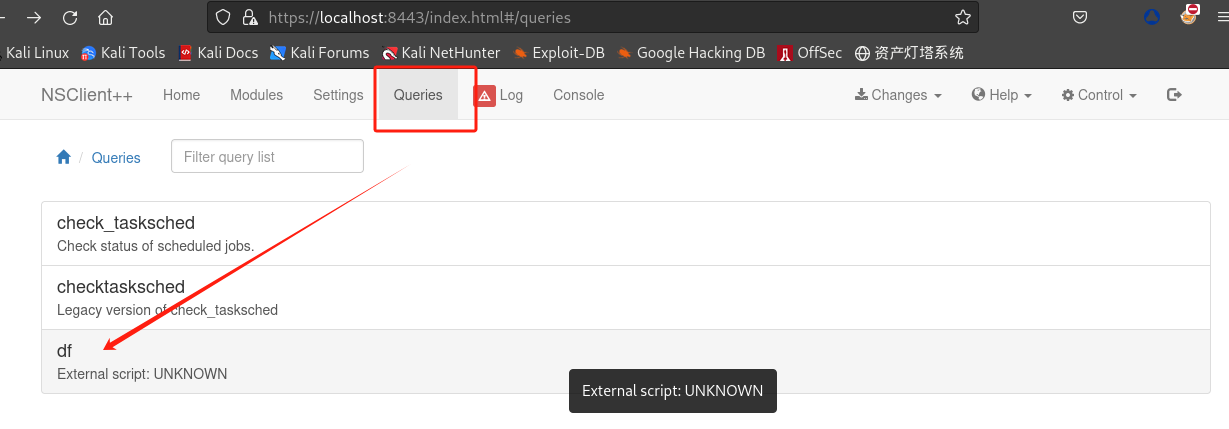 https://localhost:8443/index.html#/queries
Kali Linux Kali Tools Kali Docs Kali Forums Kali NetHunter Exploit-DB Google Hacking DB OffSec 资产灯塔系统
NSClient++ Home Modules Settings Queries Log Console Changes Help Control
/ Queries Filter query list
check_tasksched
Check status of scheduled jobs.
checktasksched
Legacy version of check_tasksched
df
External script: UNKNOWN
External script: UNKNOWN